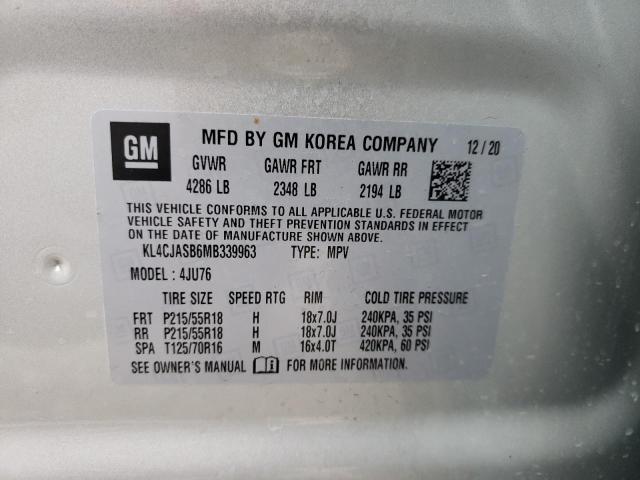 GM
MFD BY GM KOREA COMPANY 12 / 20
GVWR GAWR FRT GAWR RR
4286 LB 2348 LB 2194 LB
THIS VEHICLE CONFORMS TO ALL APPLICABLE U.S. FEDERAL MOTOR
VEHICLE SAFETY AND THEFT PREVENTION STANDARDS IN EFFECT
ON THE DATE OF MANUFACTURE SHOWN ABOVE.
KL4CJASB6MB339963 TYPE: MPV
MODEL: 4JU76
TIRE SIZE SPEED RTG RIM COLD TIRE PRESSURE
FRT P215/55R18 H 18x7.0J 240KPA, 35 PSI
RR P215/55R18 H 18x7.0J 240KPA, 35 PSI
SPA T125/70R16 M 16x4.0T 420KPA, 60 PSI
SEE OWNER'S MANUAL FOR MORE INFORMATION.